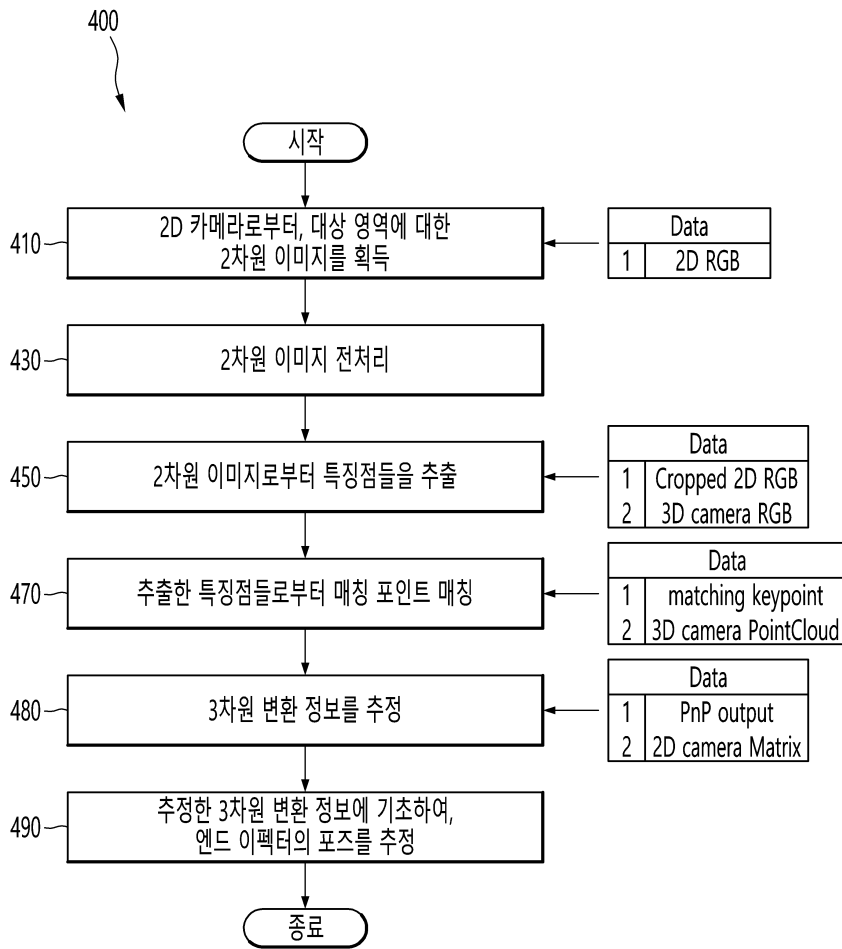 400
시작
410
2D 카메라로부터, 대상 영역에 대한
2차원 이미지를 획득
Data
1 2D RGB
430
2차원 이미지 전처리
450
2차원 이미지로부터 특징점들을 추출
Data
1 Cropped 2D RGB
2 3D camera RGB
470
추출한 특징점들로부터 매칭 포인트 매칭
Data
1 matching keypoint
2 3D camera PointCloud
480
3차원 변환 정보를 추정
Data
1 PnP output
2 2D camera Matrix
490
추정한 3차원 변환 정보에 기초하여,
엔드 이펙터의 포즈를 추정
종료